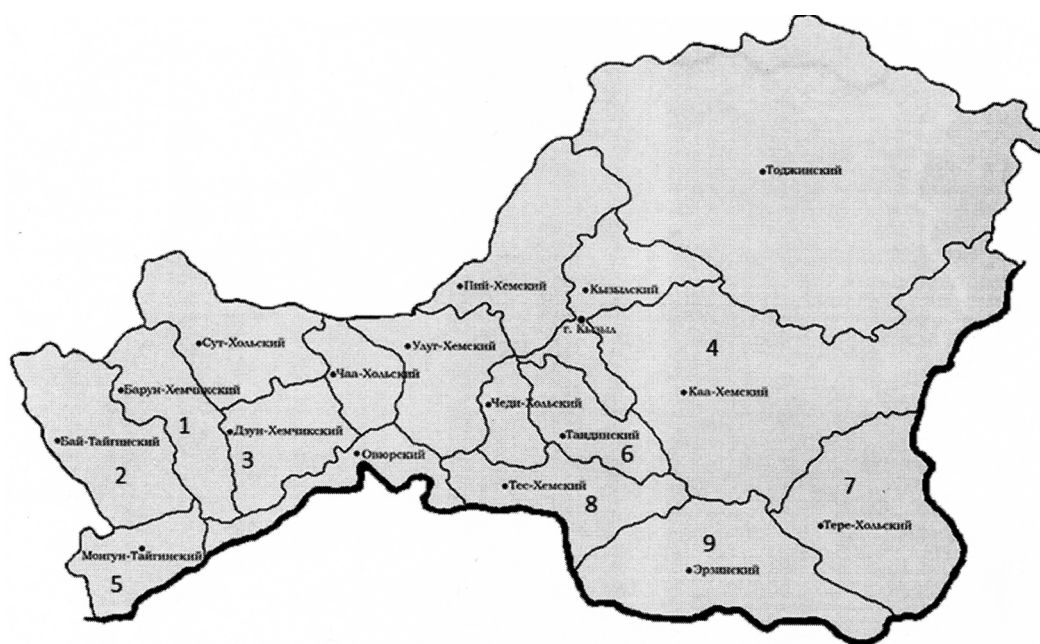 Тоджинский
Пий-Хемский
Кызылский
г. Кызыл
Сут-Хольский
Улуг-Хемский
4
Чаа-Хольский
Барун-Хемчикский
Каа-Хемский
Чеди-Хольский
1
Дзун-Хемчикский
Тандинский
Бай-Тайгинский
Овюрский
6
3
2
Тес-Хемский
7
8
Тере-Хольский
9
Монгун-Тайгинский
Эрзинский
5